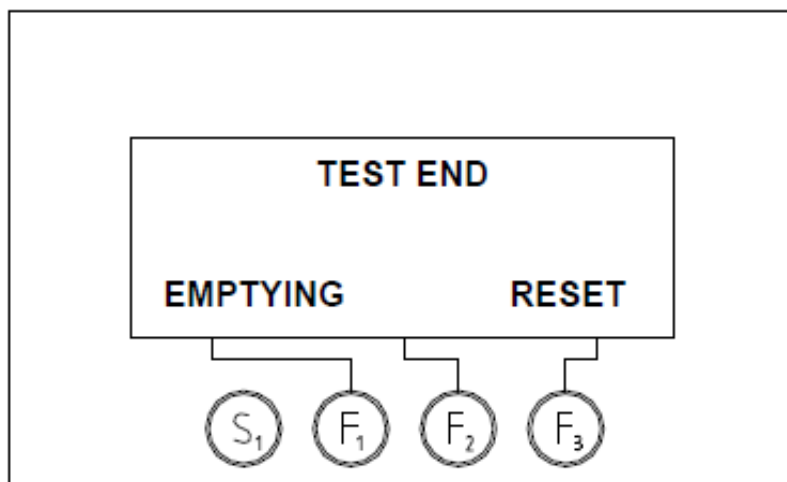 TEST END
EMPTYING RESET
S₁ F₁ F₂ F₃